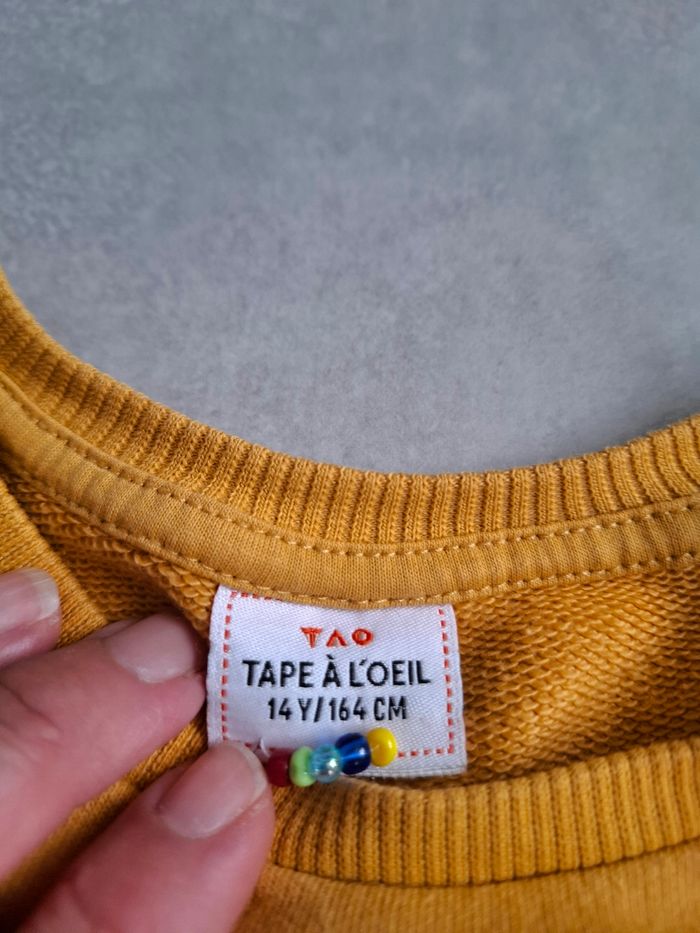 TAO
TAPE À L'OEIL
14 Y/164 CM